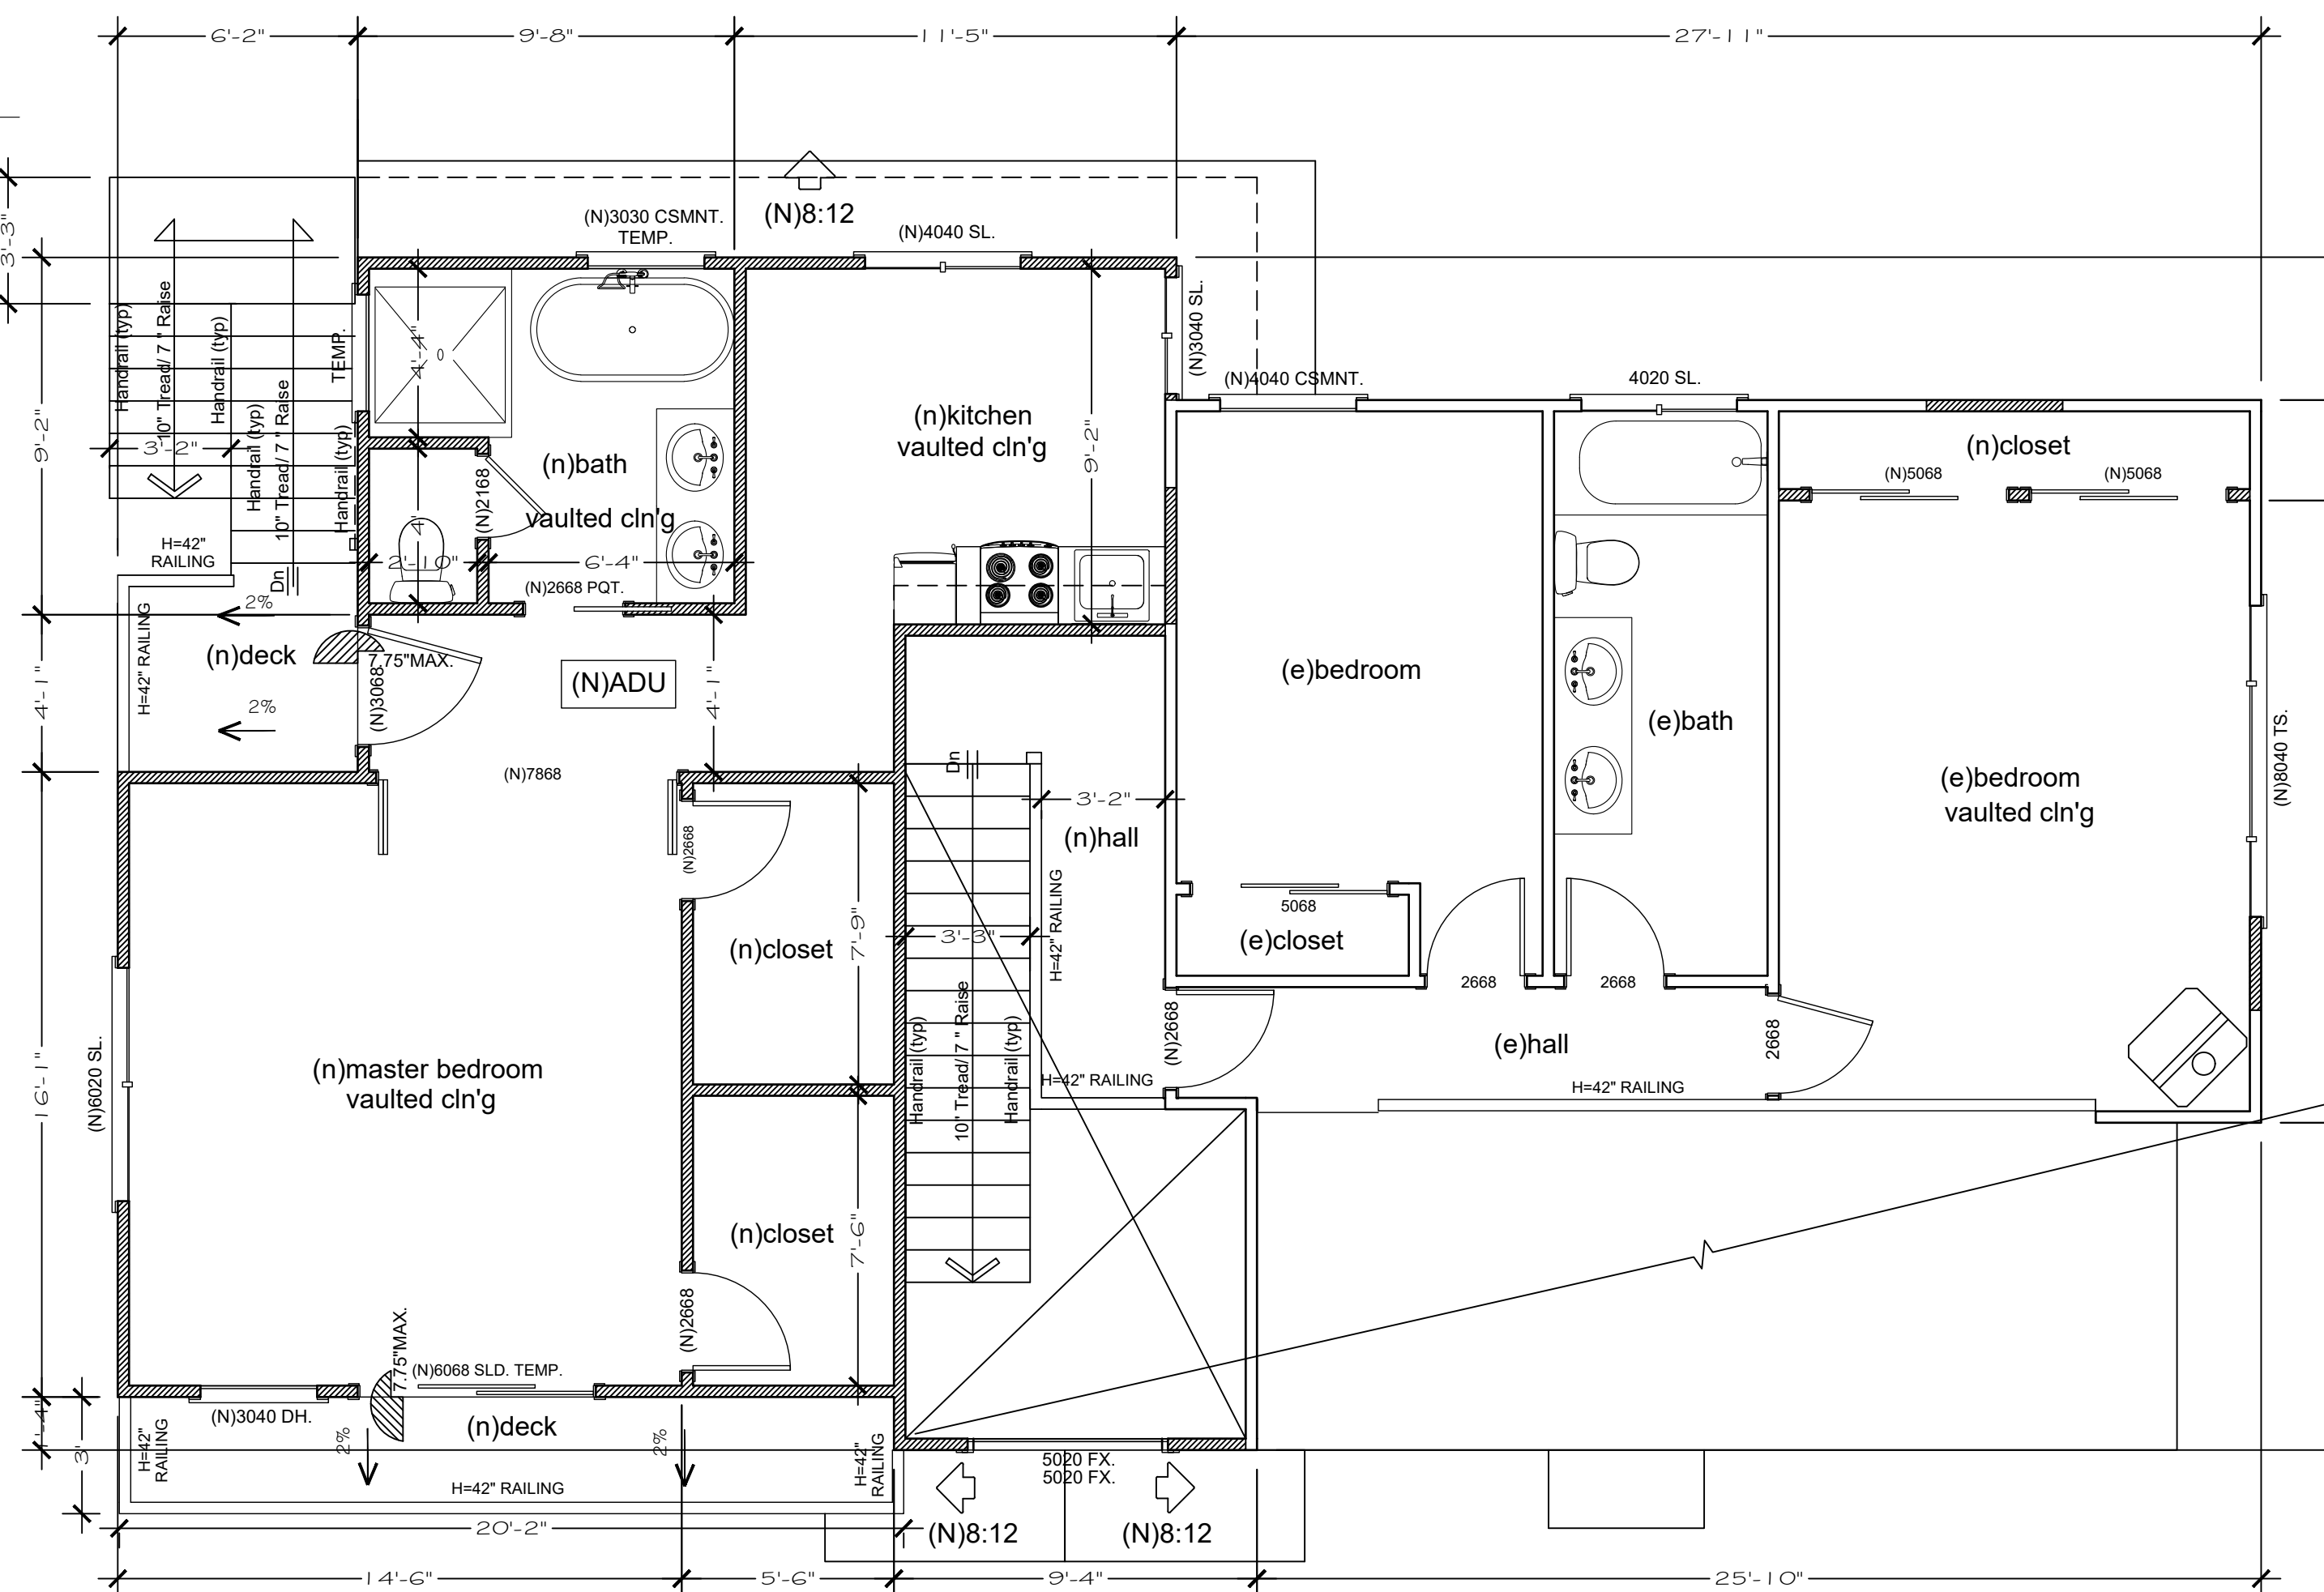 6'-2"
9'-8"
11'-5"
27'-11"
3'-3"
(N)8:12
(N)3030 CSMNT.
TEMP.
(N)4040 SL.
(N)3040 SL.
(N)4040 CSMNT.
4020 SL.
Handrail (typ)
10" Tread/ 7 " Raise
Handrail (typ)
TEMP.
4'-4"
9'-2"
3'-2"
Handrail (typ)
10" Tread/ 7 " Raise
Handrail (typ)
(n)kitchen
vaulted cln'g
9'-2"
(n)closet
(N)5068
(N)5068
(n)bath
vaulted cln'g
(N)2168
4'
2'-10"
6'-4"
(N)2668 PQT.
H=42"
RAILING
Dn
2%
H=42" RAILING
(n)deck
7.75"MAX.
(N)3068
2%
4'-1"
(N)ADU
4'-1"
(e)bedroom
(e)bath
(e)bedroom
vaulted cln'g
(N)8040 TS.
(N)7868
Dn
3'-2"
(n)hall
(N)2668
(n)closet
7'-9"
3'-3"
H=42" RAILING
5068
(e)closet
2668
2668
(N)2668
(e)hall
2668
H=42" RAILING
H=42" RAILING
Handrail (typ)
10" Tread/ 7 " Raise
Handrail (typ)
(N)6020 SL.
16'-1"
(n)master bedroom
vaulted cln'g
(n)closet
7'-6"
(N)2668
7.75"MAX.
(N)6068 SLD. TEMP.
(N)3040 DH.
(n)deck
3'
H=42"
RAILING
2%
2%
H=42"
RAILING
H=42" RAILING
5020 FX.
5020 FX.
(N)8:12
(N)8:12
20'-2"
14'-6"
5'-6"
9'-4"
25'-10"